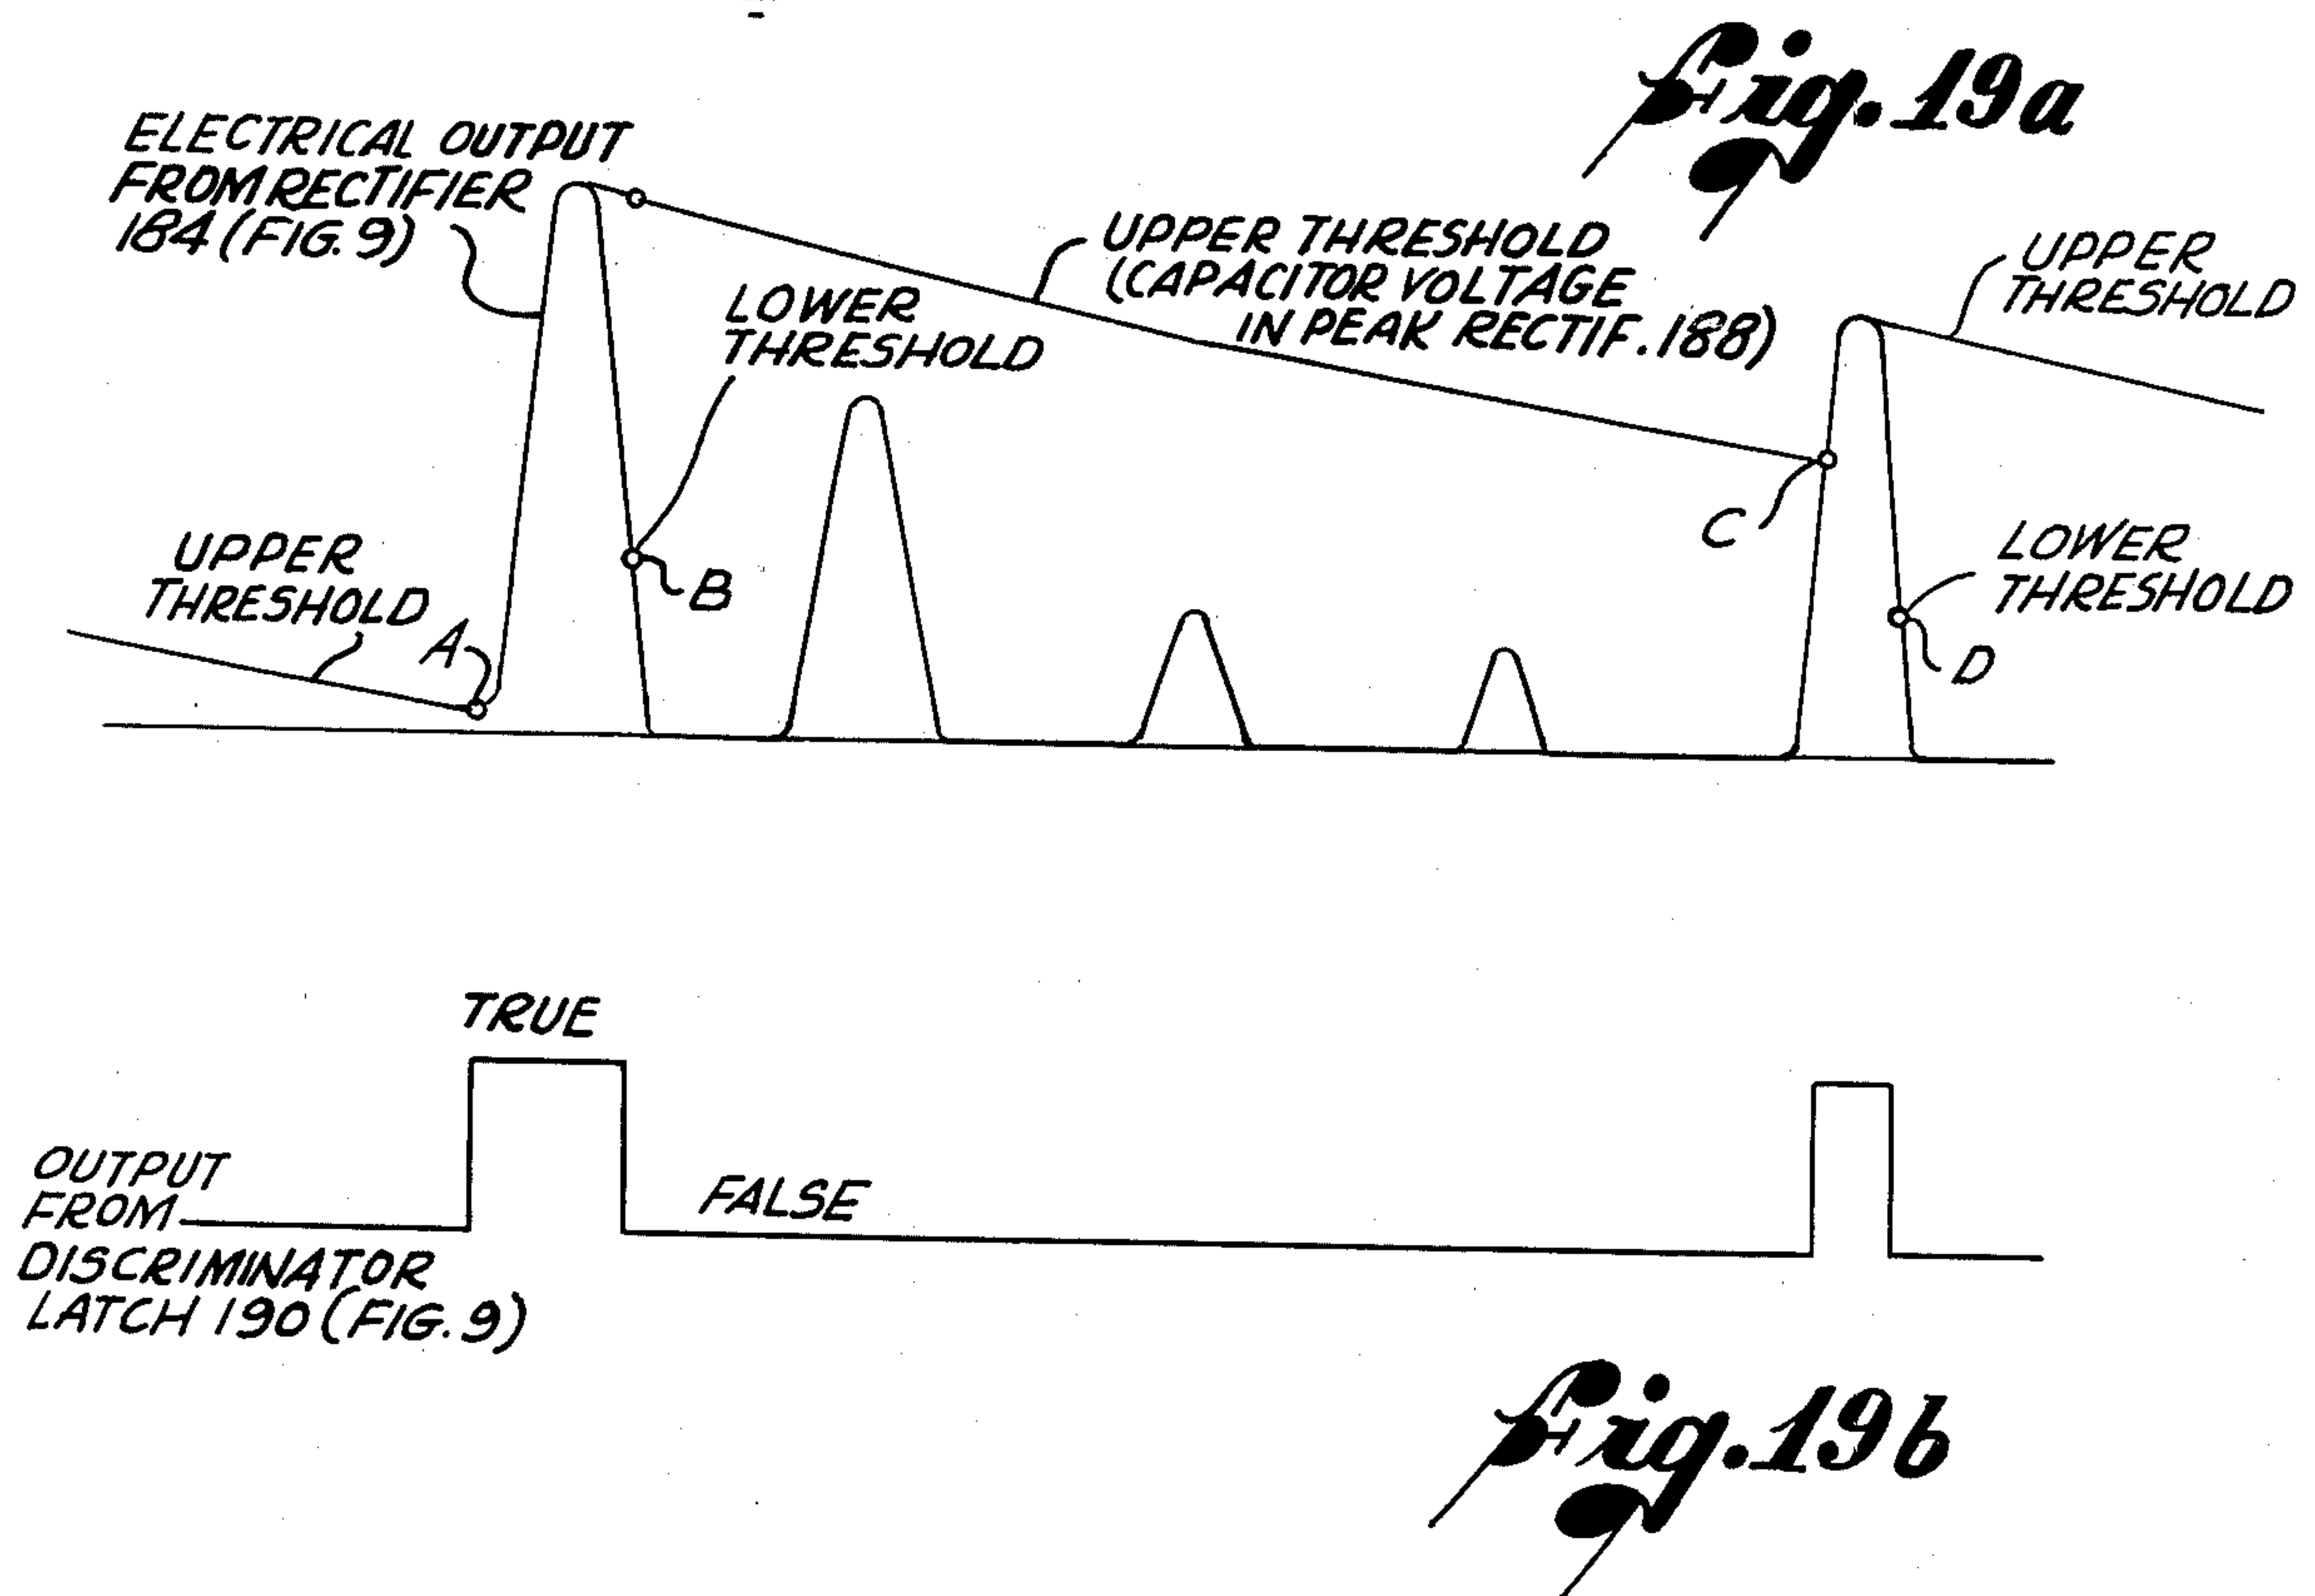 Fig. 19a
ELECTRICAL OUTPUT
FROM RECTIFIER
184 (FIG. 9)
UPPER THRESHOLD
(CAPACITOR VOLTAGE
IN PEAK RECTIF. 188)
UPPER
THRESHOLD
LOWER
THRESHOLD
C
LOWER
THRESHOLD
UPPER
THRESHOLD
A
B
D
TRUE
OUTPUT
FROM
FALSE
DISCRIMINATOR
LATCH 190 (FIG. 9)
Fig. 19b